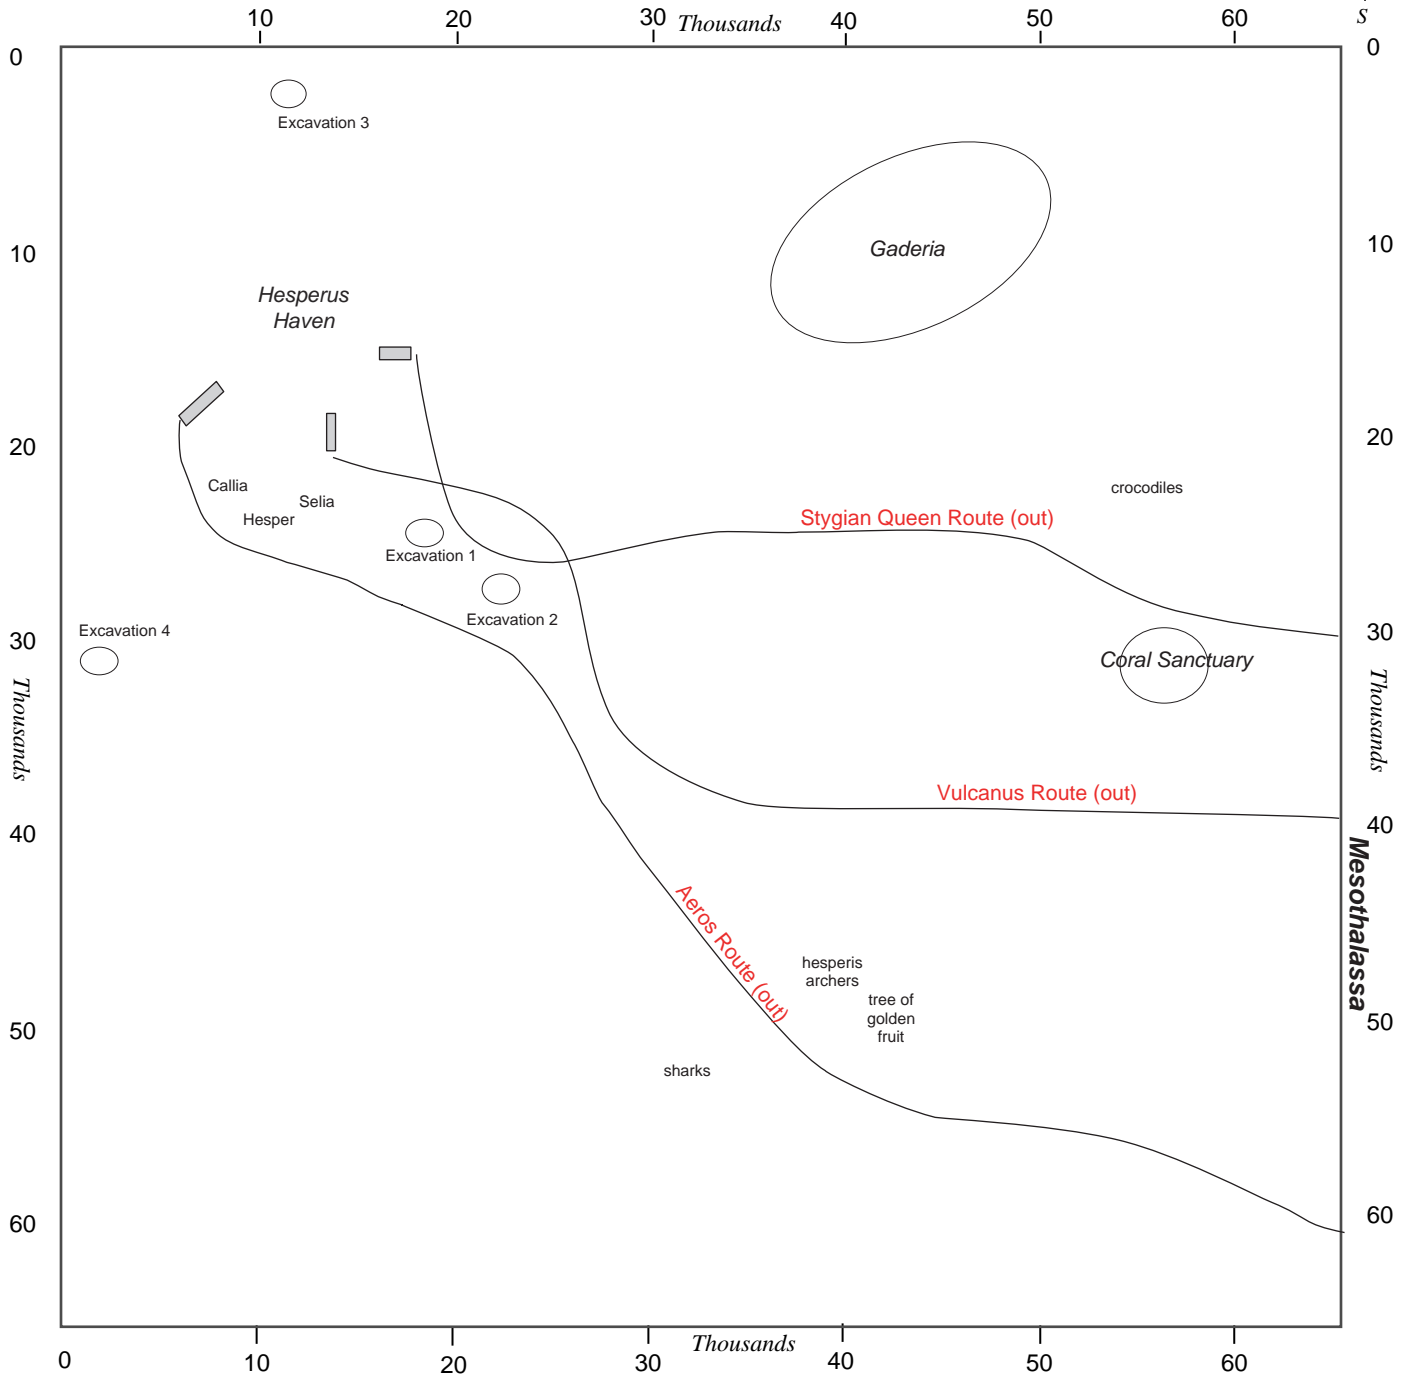 10
20
30
Thousands
40
50
60
S
0
0
Excavation 3
10
Gaderia
10
Hesperus
Haven
20
20
Callia
Selia
Hesper
crocodiles
Stygian Queen Route (out)
Excavation 1
Excavation 2
Excavation 4
30
30
Coral Sanctuary
Thousands
Thousands
Vulcanus Route (out)
40
40
Mesothalassa
Aeros Route (out)
hesperis
archers
tree of
golden
fruit
50
50
sharks
60
60
Thousands
0
10
20
30
40
50
60